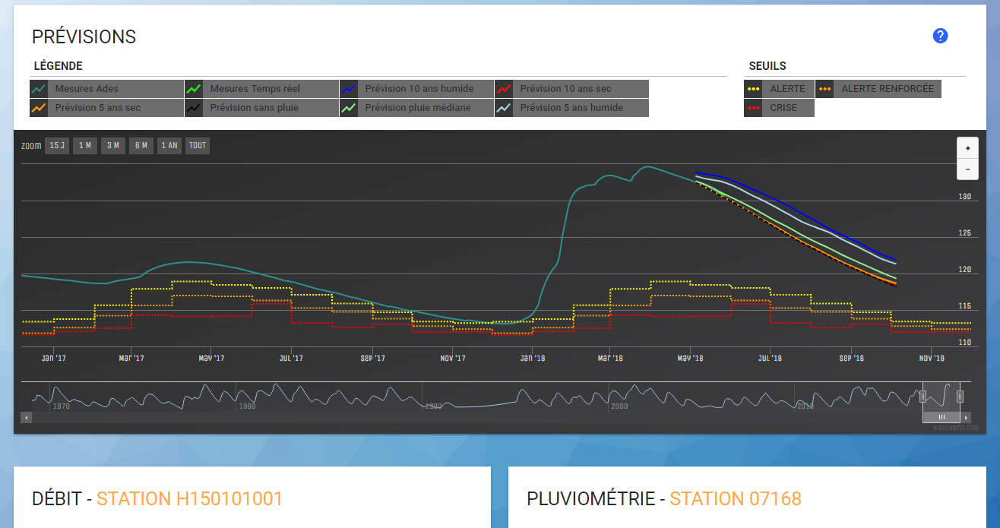 PRÉVISIONS
?
LÉGENDE
SEUILS
Mesures Ades
Mesures Temps réel
Prévision 10 ans humide
Prévision 10 ans sec
ALERTE
ALERTE RENFORCÉE
Prévision 5 ans sec
Prévision sans pluie
Prévision pluie médiane
Prévision 5 ans humide
CRISE
ZOOM 15 J 1 M 3 M 6 M 1 AN TOUT
+
-
130
125
120
115
110
Jan '17 Mar '17 May '17 Jul '17 Sep '17 Nov '17 Jan '18 Mar '18 May '18 Jul '18 Sep '18 Nov '18
1970 1980 1990 2000 2010
HIGHCHARTS.COM
DÉBIT - STATION H150101001
PLUVIOMÉTRIE - STATION 07168